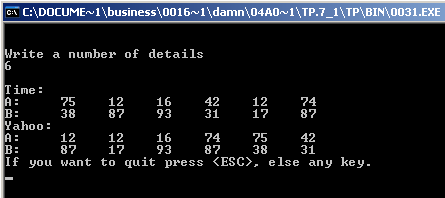 C:\DOCUME~1\business\0016~1\damn\04A0~1\TP.7_1\TP\BIN\0031.EXE
Write a number of details
6
Time:
A: 75 12 16 42 12 74
B: 38 87 93 31 17 87
Yahoo:
A: 12 12 16 74 75 42
B: 87 17 93 87 38 31
If you want to quit press <ESC>, else any key.